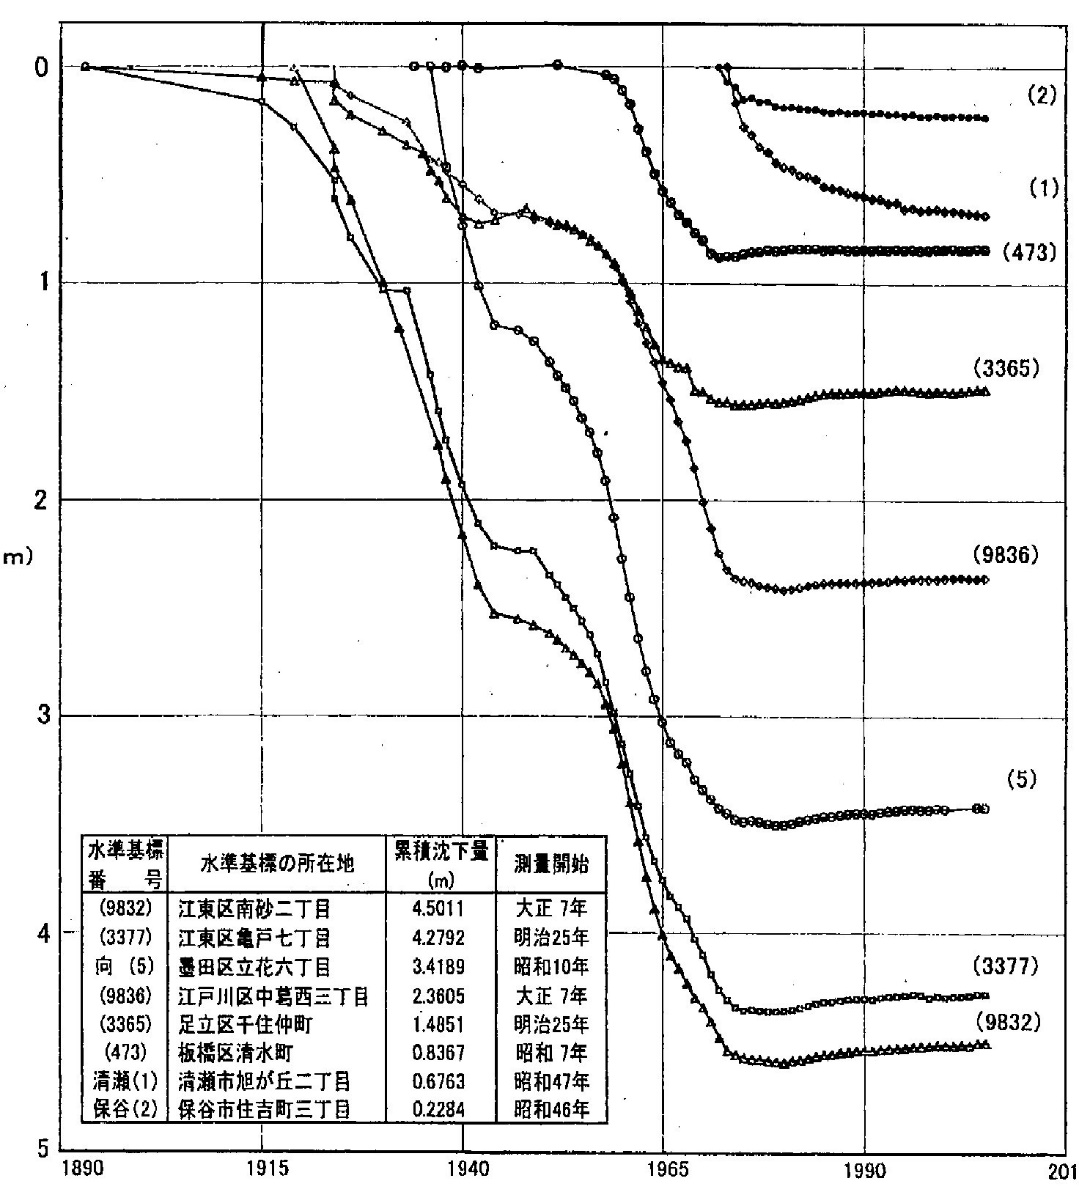 0
1
2
m)
3
4
5
1890 1915 1940 1965 1990 201
(2)
(1)
(473)
(3365)
(9836)
(5)
(3377)
(9832)
水準基標番号 水準基標の所在地 累積沈下量(m) 測量開始
(9832) 江東区南砂二丁目 4.5011 大正 7年
(3377) 江東区亀戸七丁目 4.2792 明治25年
向 (5) 墨田区立花六丁目 3.4189 昭和10年
(9836) 江戸川区中葛西三丁目 2.3605 大正 7年
(3365) 足立区千住仲町 1.4851 明治25年
(473) 板橋区清水町 0.8367 昭和 7年
清瀬(1) 清瀬市旭が丘二丁目 0.6763 昭和47年
保谷(2) 保谷市住吉町三丁目 0.2284 昭和46年